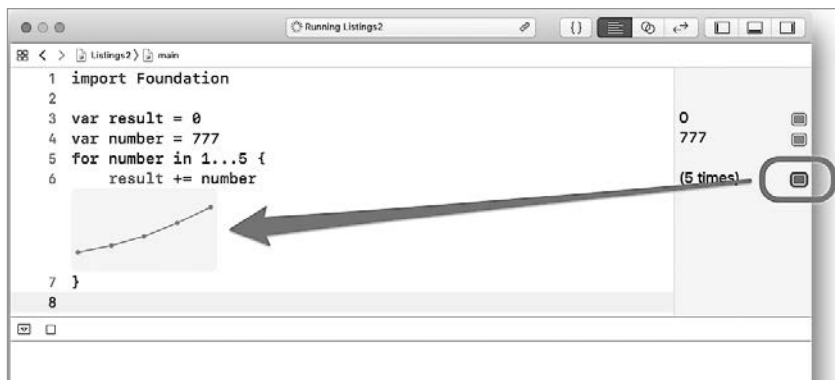 Running Listings2
{}
Listings2 〉 main
1 import Foundation
2
3 var result = 0
0
4 var number = 777
777
5 for number in 1...5 {
6 result += number
(5 times)
7 }
8